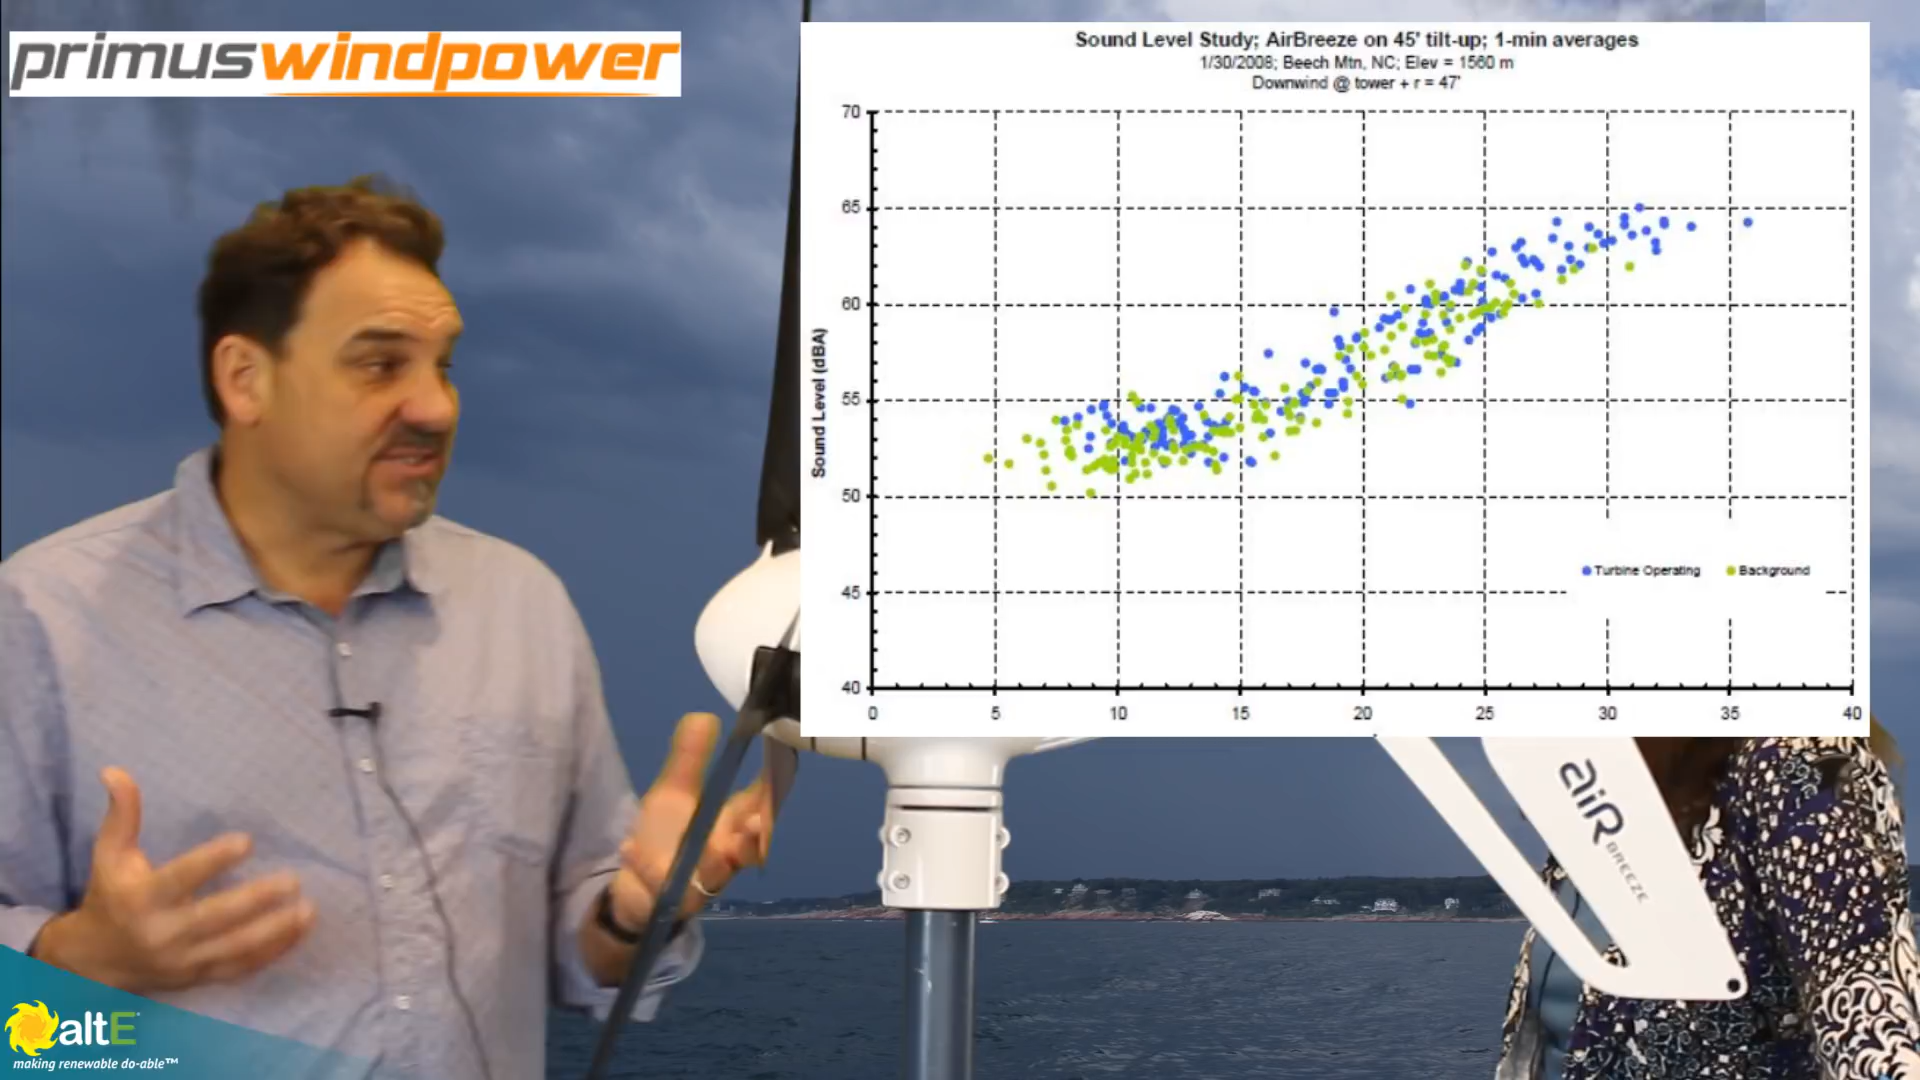 primuswindpower
Sound Level Study; AirBreeze on 45' tilt-up; 1-min averages
1/30/2008; Beech Mtn, NC; Elev = 1560 m
Downwind @ tower + r = 47'
70
65
60
55
50
45
40
Sound Level (dBA)
Turbine Operating
Background
0 5 10 15 20 25 30 35 40
aiR
BREEZE
altE
making renewable do-able™